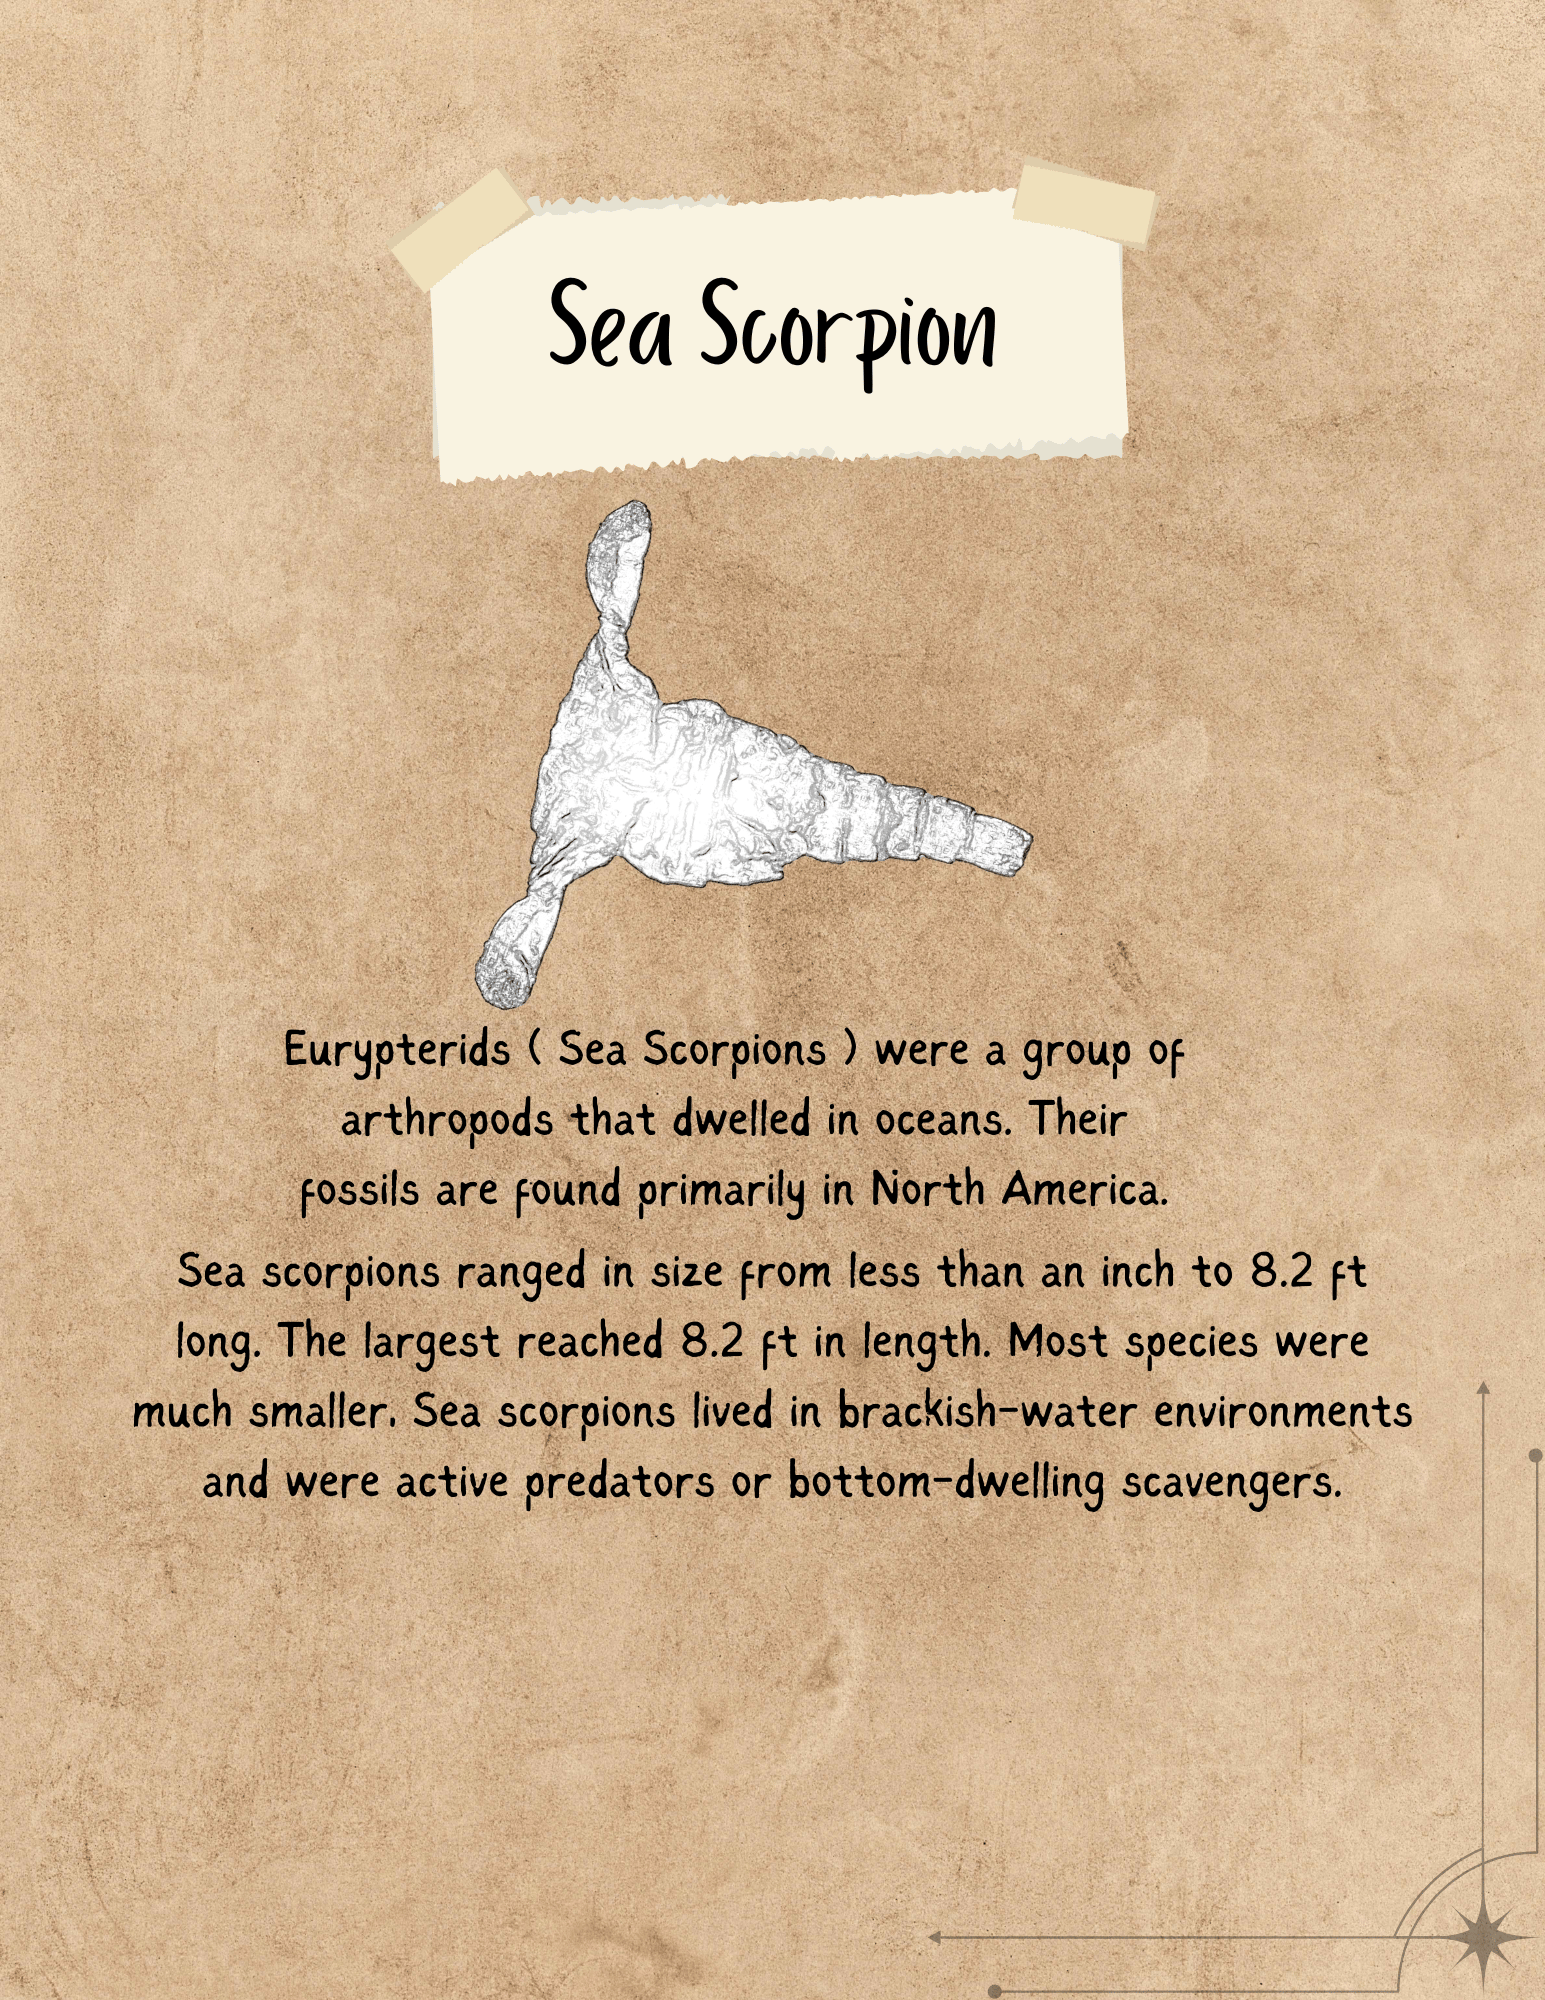 Sea Scorpion
Eurypterids ( Sea Scorpions ) were a group of
arthropods that dwelled in oceans. Their
fossils are found primarily in North America.
Sea scorpions ranged in size from less than an inch to 8.2 ft
long. The largest reached 8.2 ft in length. Most species were
much smaller. Sea scorpions lived in brackish-water environments
and were active predators or bottom-dwelling scavengers.